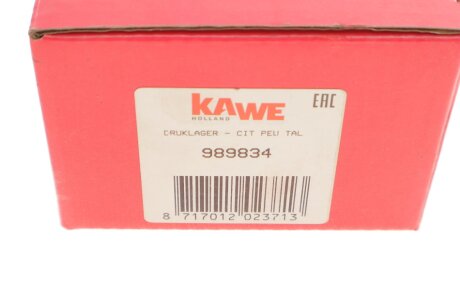 KAWE
HOLLAND
EAC
DRUKLAGER - CIT PEU TAL
989834
8 717012 023713